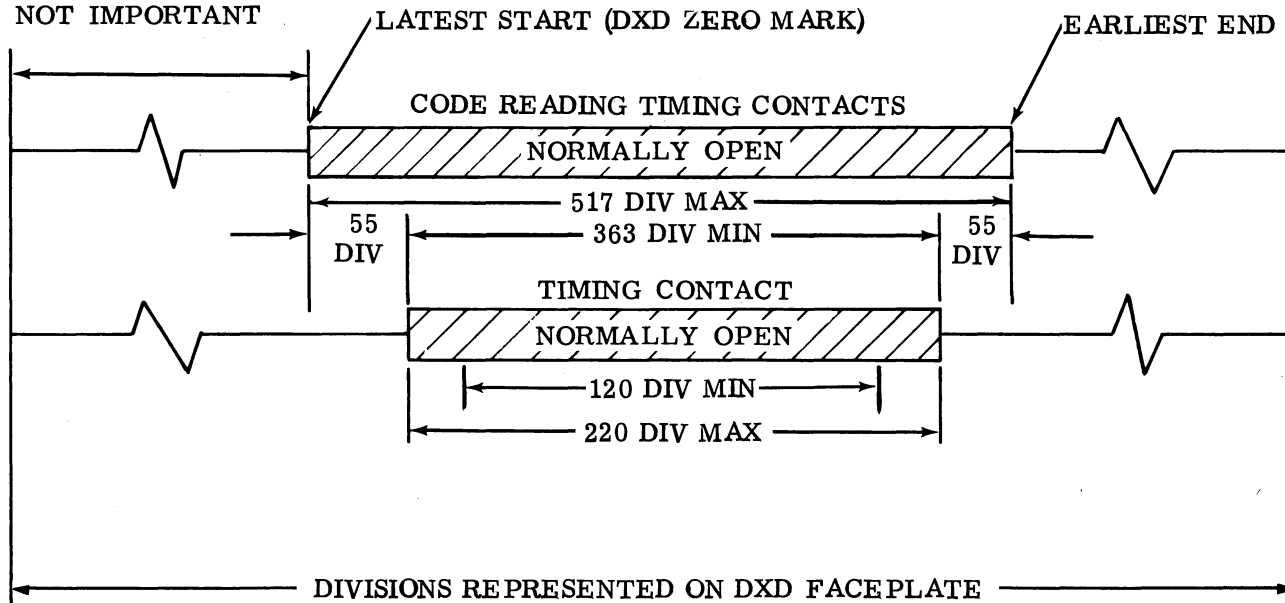 NOT IMPORTANT
LATEST START (DXD ZERO MARK)
EARLIEST END
CODE READING TIMING CONTACTS
NORMALLY OPEN
517 DIV MAX
55
DIV
363 DIV MIN
55
DIV
TIMING CONTACT
NORMALLY OPEN
120 DIV MIN
220 DIV MAX
DIVISIONS REPRESENTED ON DXD FACEPLATE